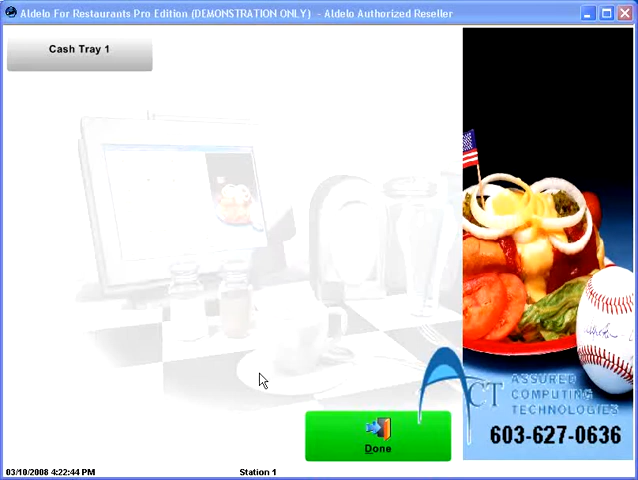 Aldelo For Restaurants Pro Edition (DEMONSTRATION ONLY) - Aldelo Authorized Reseller
Cash Tray 1
ACT
ASSURED
COMPUTING
TECHNOLOGIES
603-627-0636
Done
03/10/2008 4:22:44 PM
Station 1